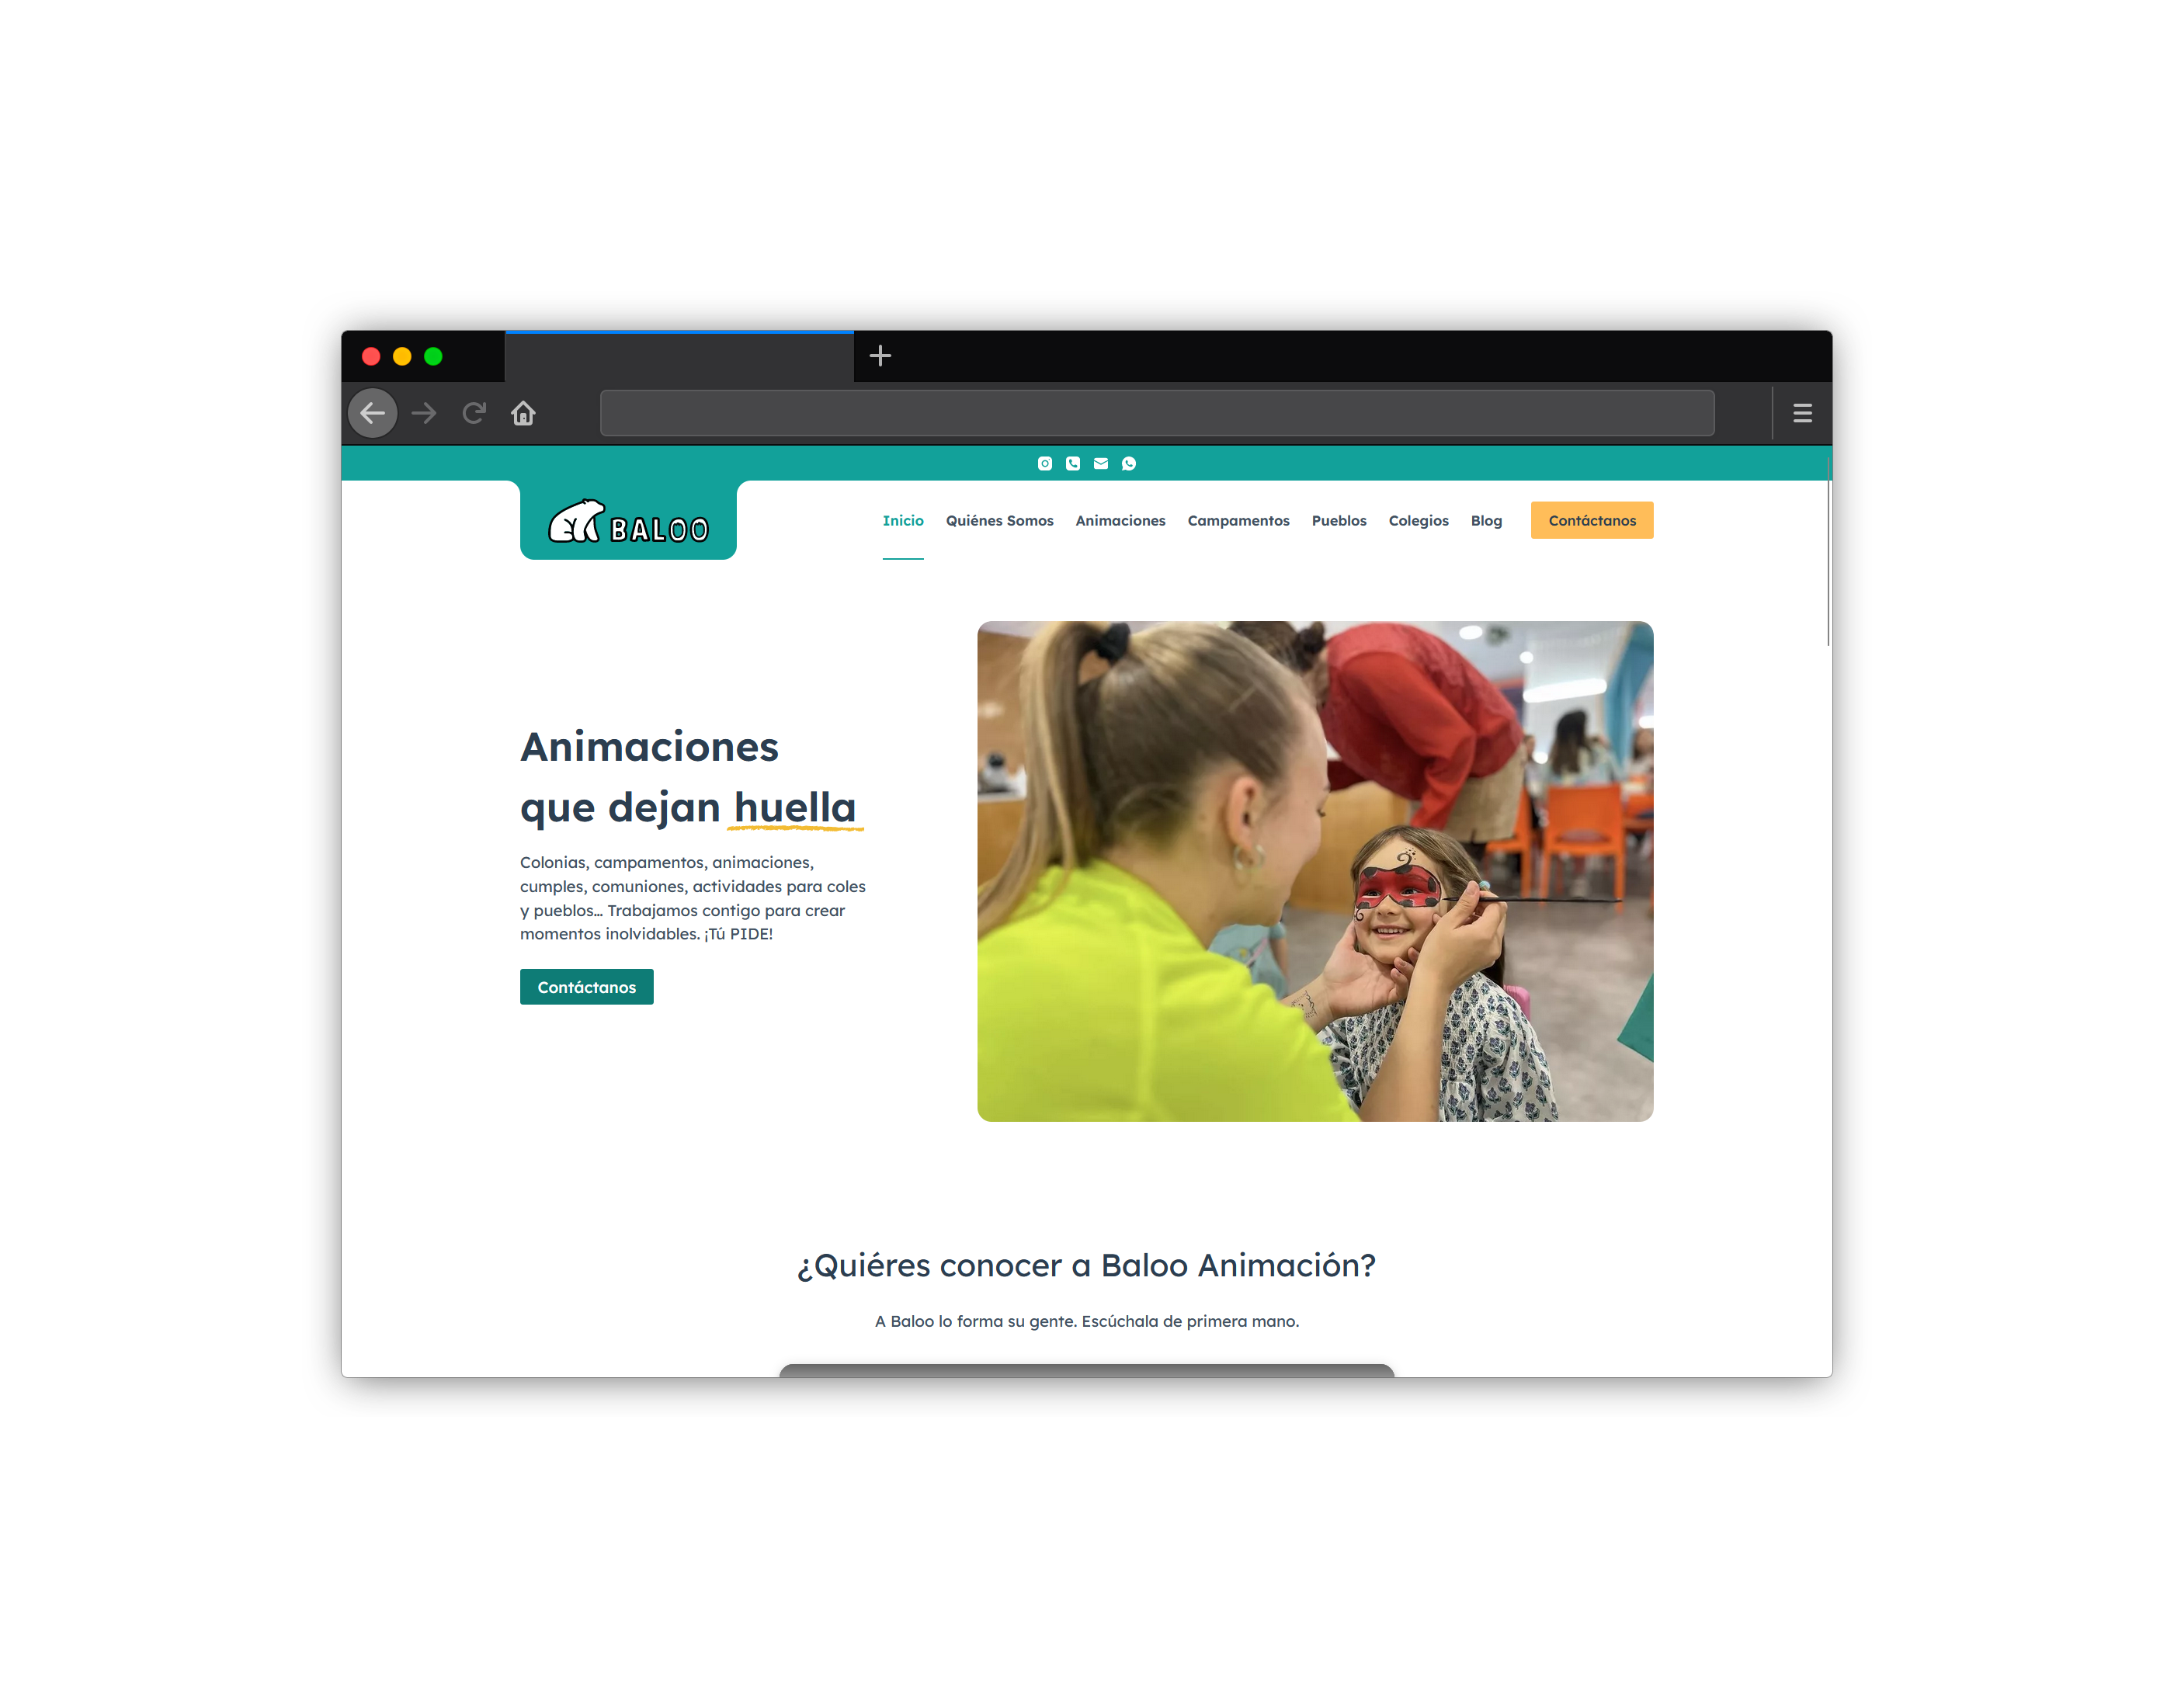 BALOO
Inicio Quiénes Somos Animaciones Campamentos Pueblos Colegios Blog Contáctanos
Animaciones
que dejan huella
Colonias, campamentos, animaciones,
cumples, comuniones, actividades para coles
y pueblos... Trabajamos contigo para crear
momentos inolvidables. ¡Tú PIDE!
Contáctanos
¿Quiéres conocer a Baloo Animación?
A Baloo lo forma su gente. Escúchala de primera mano.